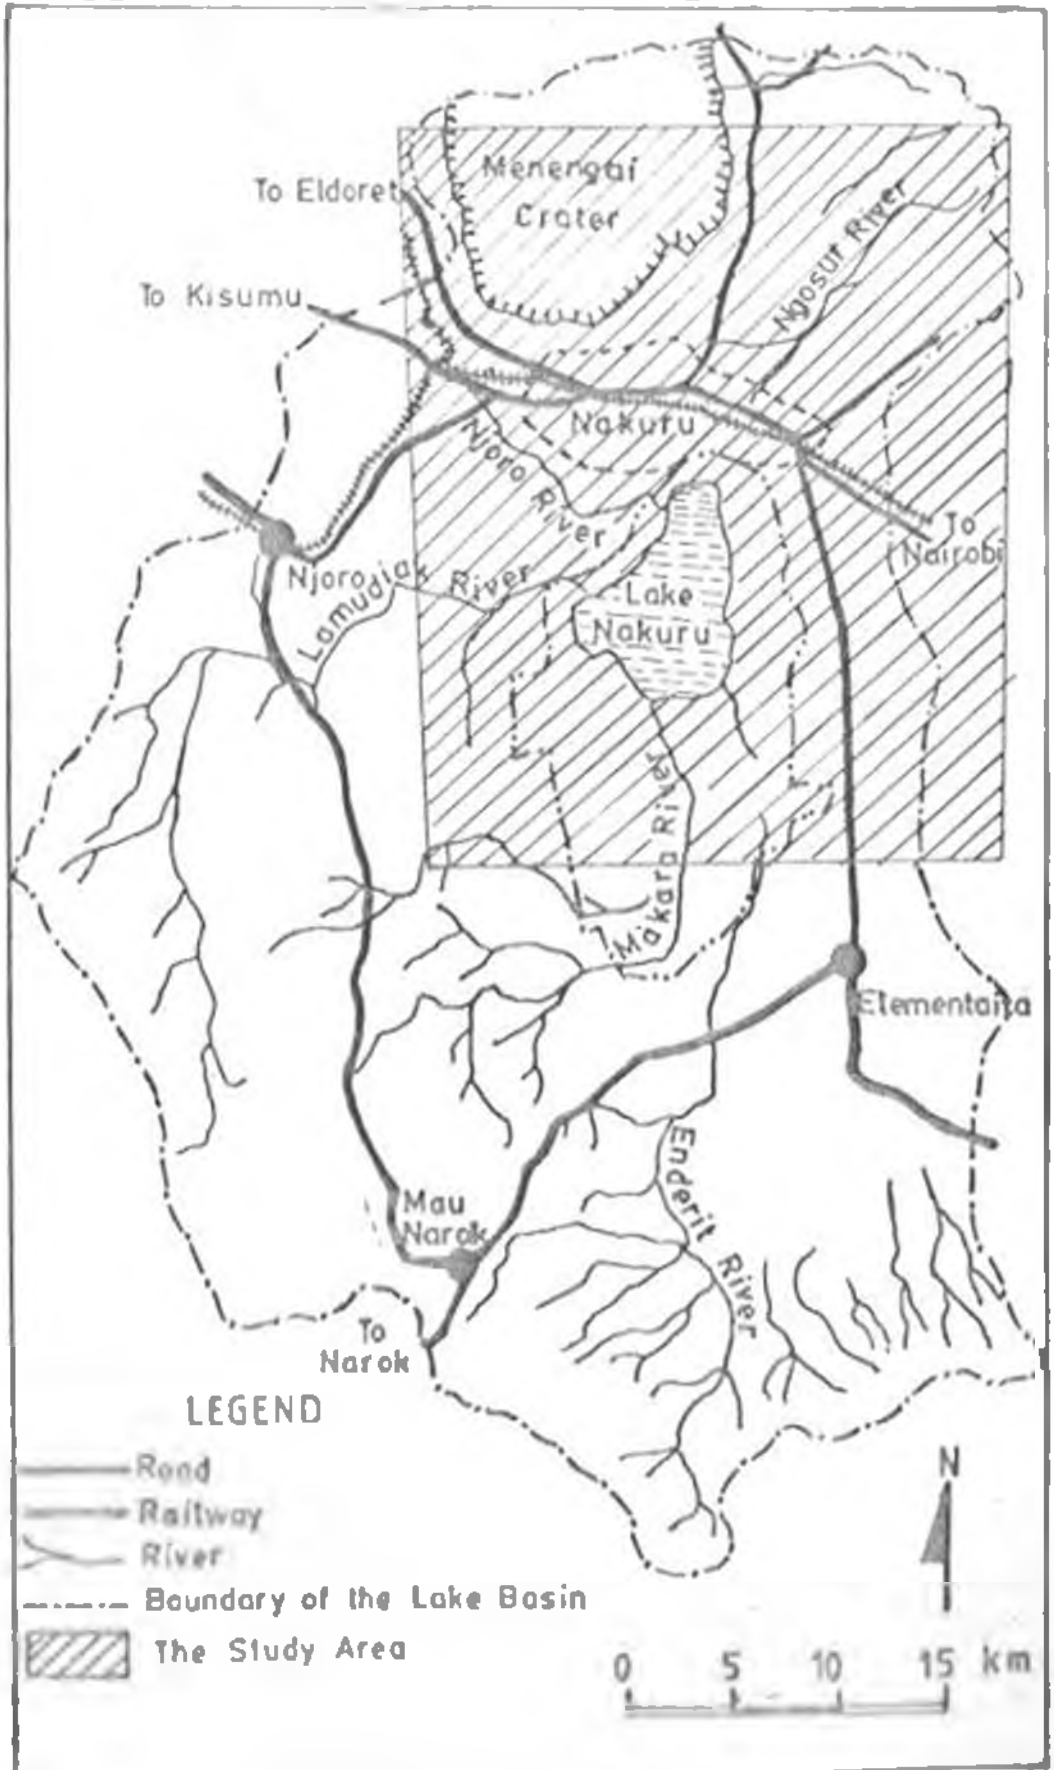 Menengai
Crater
To Eldoret
To Kisumu
Ngosur River
Nakuru
Njoro River
To
Nairobi
Njoro
Lamudiak River
Lake
Nakuru
Makara River
Elementaita
Enderit River
Mau
Narok
To
Narok
LEGEND
Road
Railway
River
Boundary of the Lake Basin
The Study Area
N
0 5 10 15 km